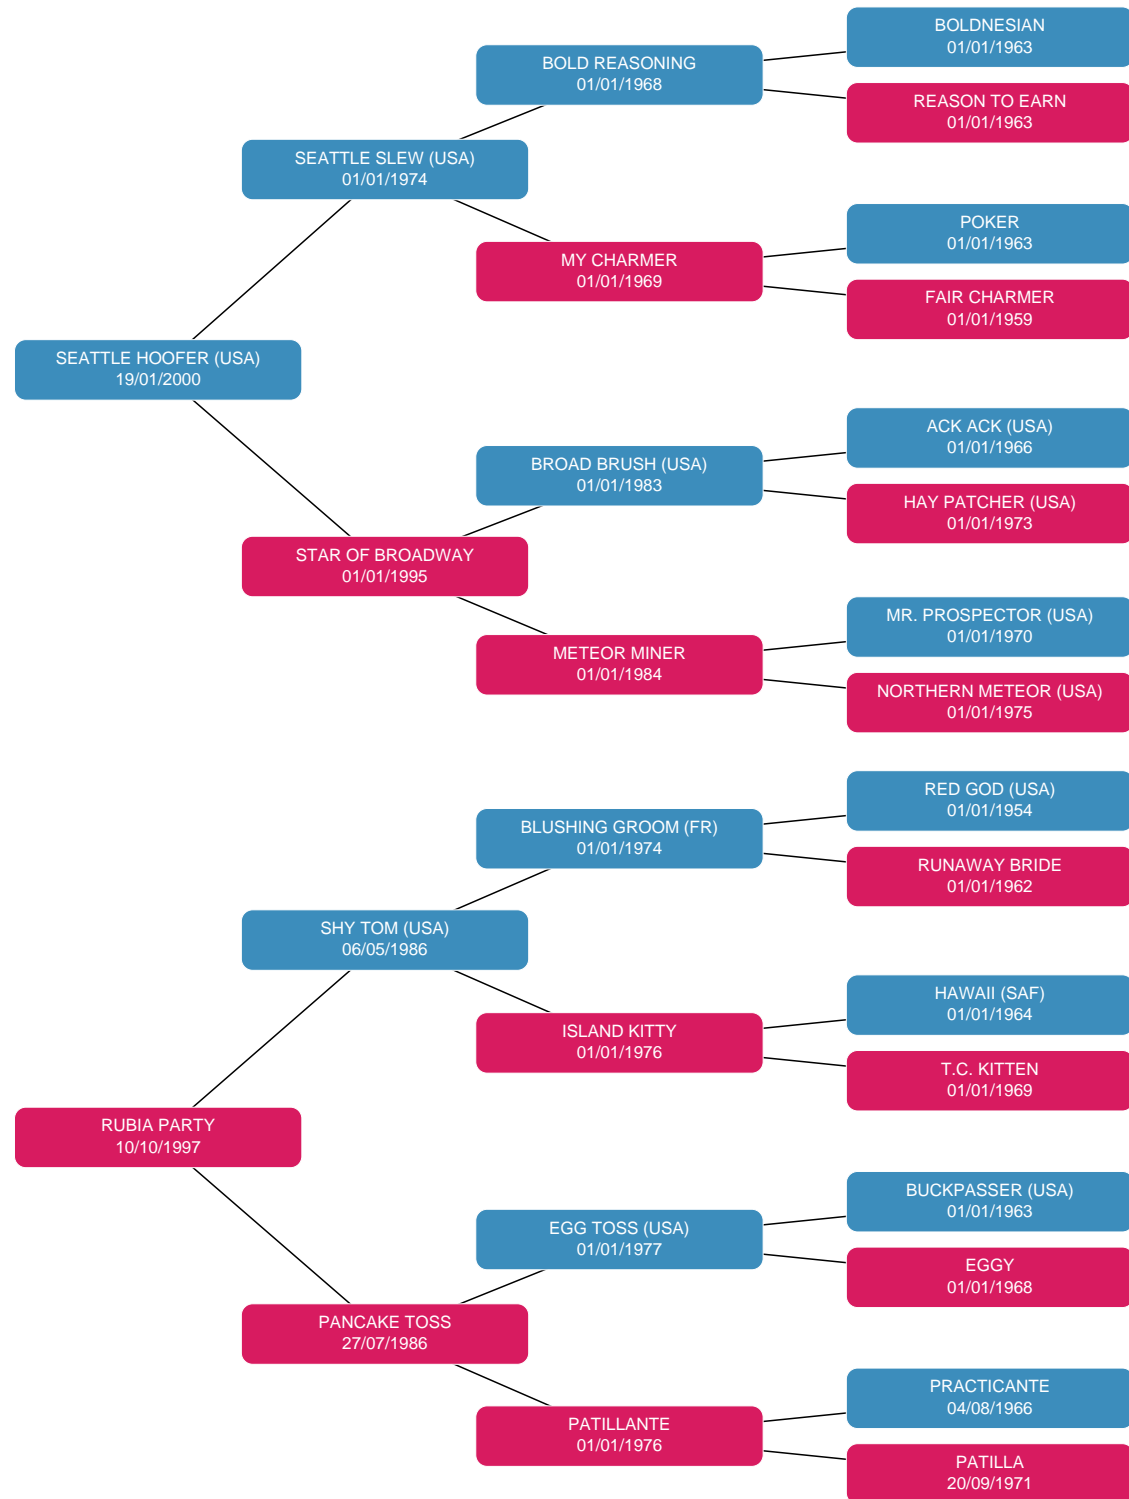 BOLDNESIAN
01/01/1963
BOLD REASONING
01/01/1968
REASON TO EARN
01/01/1963
SEATTLE SLEW (USA)
01/01/1974
POKER
01/01/1963
MY CHARMER
01/01/1969
FAIR CHARMER
01/01/1959
SEATTLE HOOFER (USA)
19/01/2000
ACK ACK (USA)
01/01/1966
BROAD BRUSH (USA)
01/01/1983
HAY PATCHER (USA)
01/01/1973
STAR OF BROADWAY
01/01/1995
MR. PROSPECTOR (USA)
01/01/1970
METEOR MINER
01/01/1984
NORTHERN METEOR (USA)
01/01/1975
RED GOD (USA)
01/01/1954
BLUSHING GROOM (FR)
01/01/1974
RUNAWAY BRIDE
01/01/1962
SHY TOM (USA)
06/05/1986
HAWAII (SAF)
01/01/1964
ISLAND KITTY
01/01/1976
T.C. KITTEN
01/01/1969
RUBIA PARTY
10/10/1997
BUCKPASSER (USA)
01/01/1963
EGG TOSS (USA)
01/01/1977
EGGY
01/01/1968
PANCAKE TOSS
27/07/1986
PRACTICANTE
04/08/1966
PATILLANTE
01/01/1976
PATILLA
20/09/1971